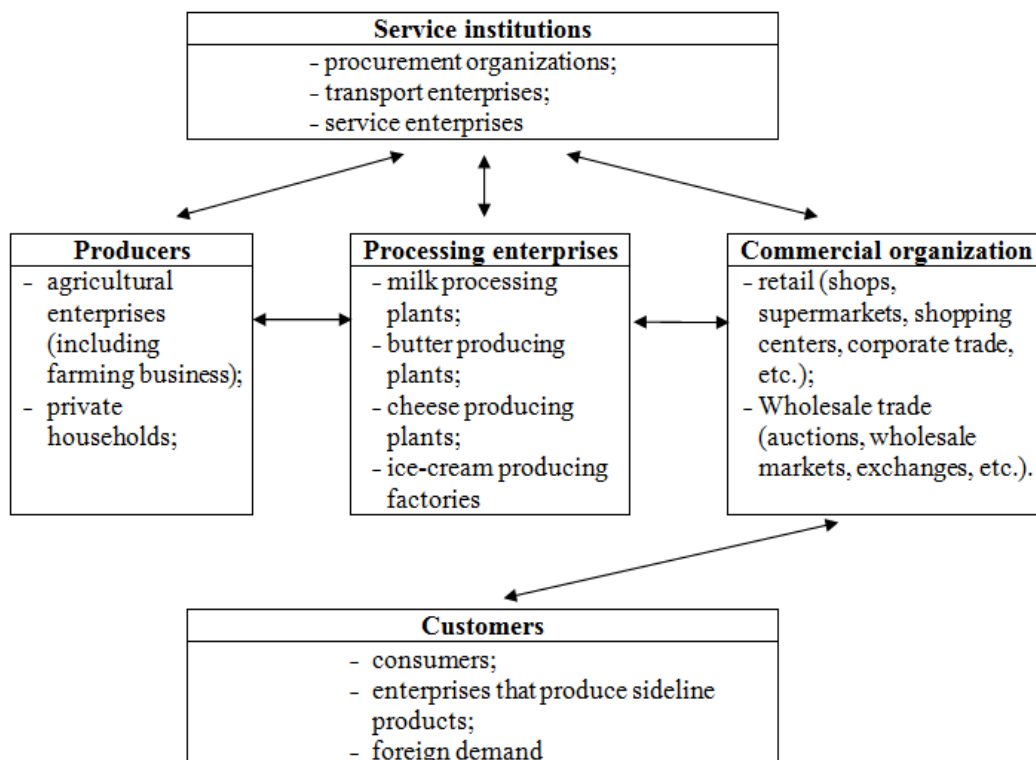 Service institutions
- procurement organizations;
- transport enterprises;
- service enterprises
Producers
- agricultural
enterprises
(including
farming business);
- private
households;
Processing enterprises
- milk processing
plants;
- butter producing
plants;
- cheese producing
plants;
- ice-cream producing
factories
Commercial organization
- retail (shops,
supermarkets, shopping
centers, corporate trade,
etc.);
- Wholesale trade
(auctions, wholesale
markets, exchanges, etc.).
Customers
- consumers;
- enterprises that produce sideline
products;
- foreign demand